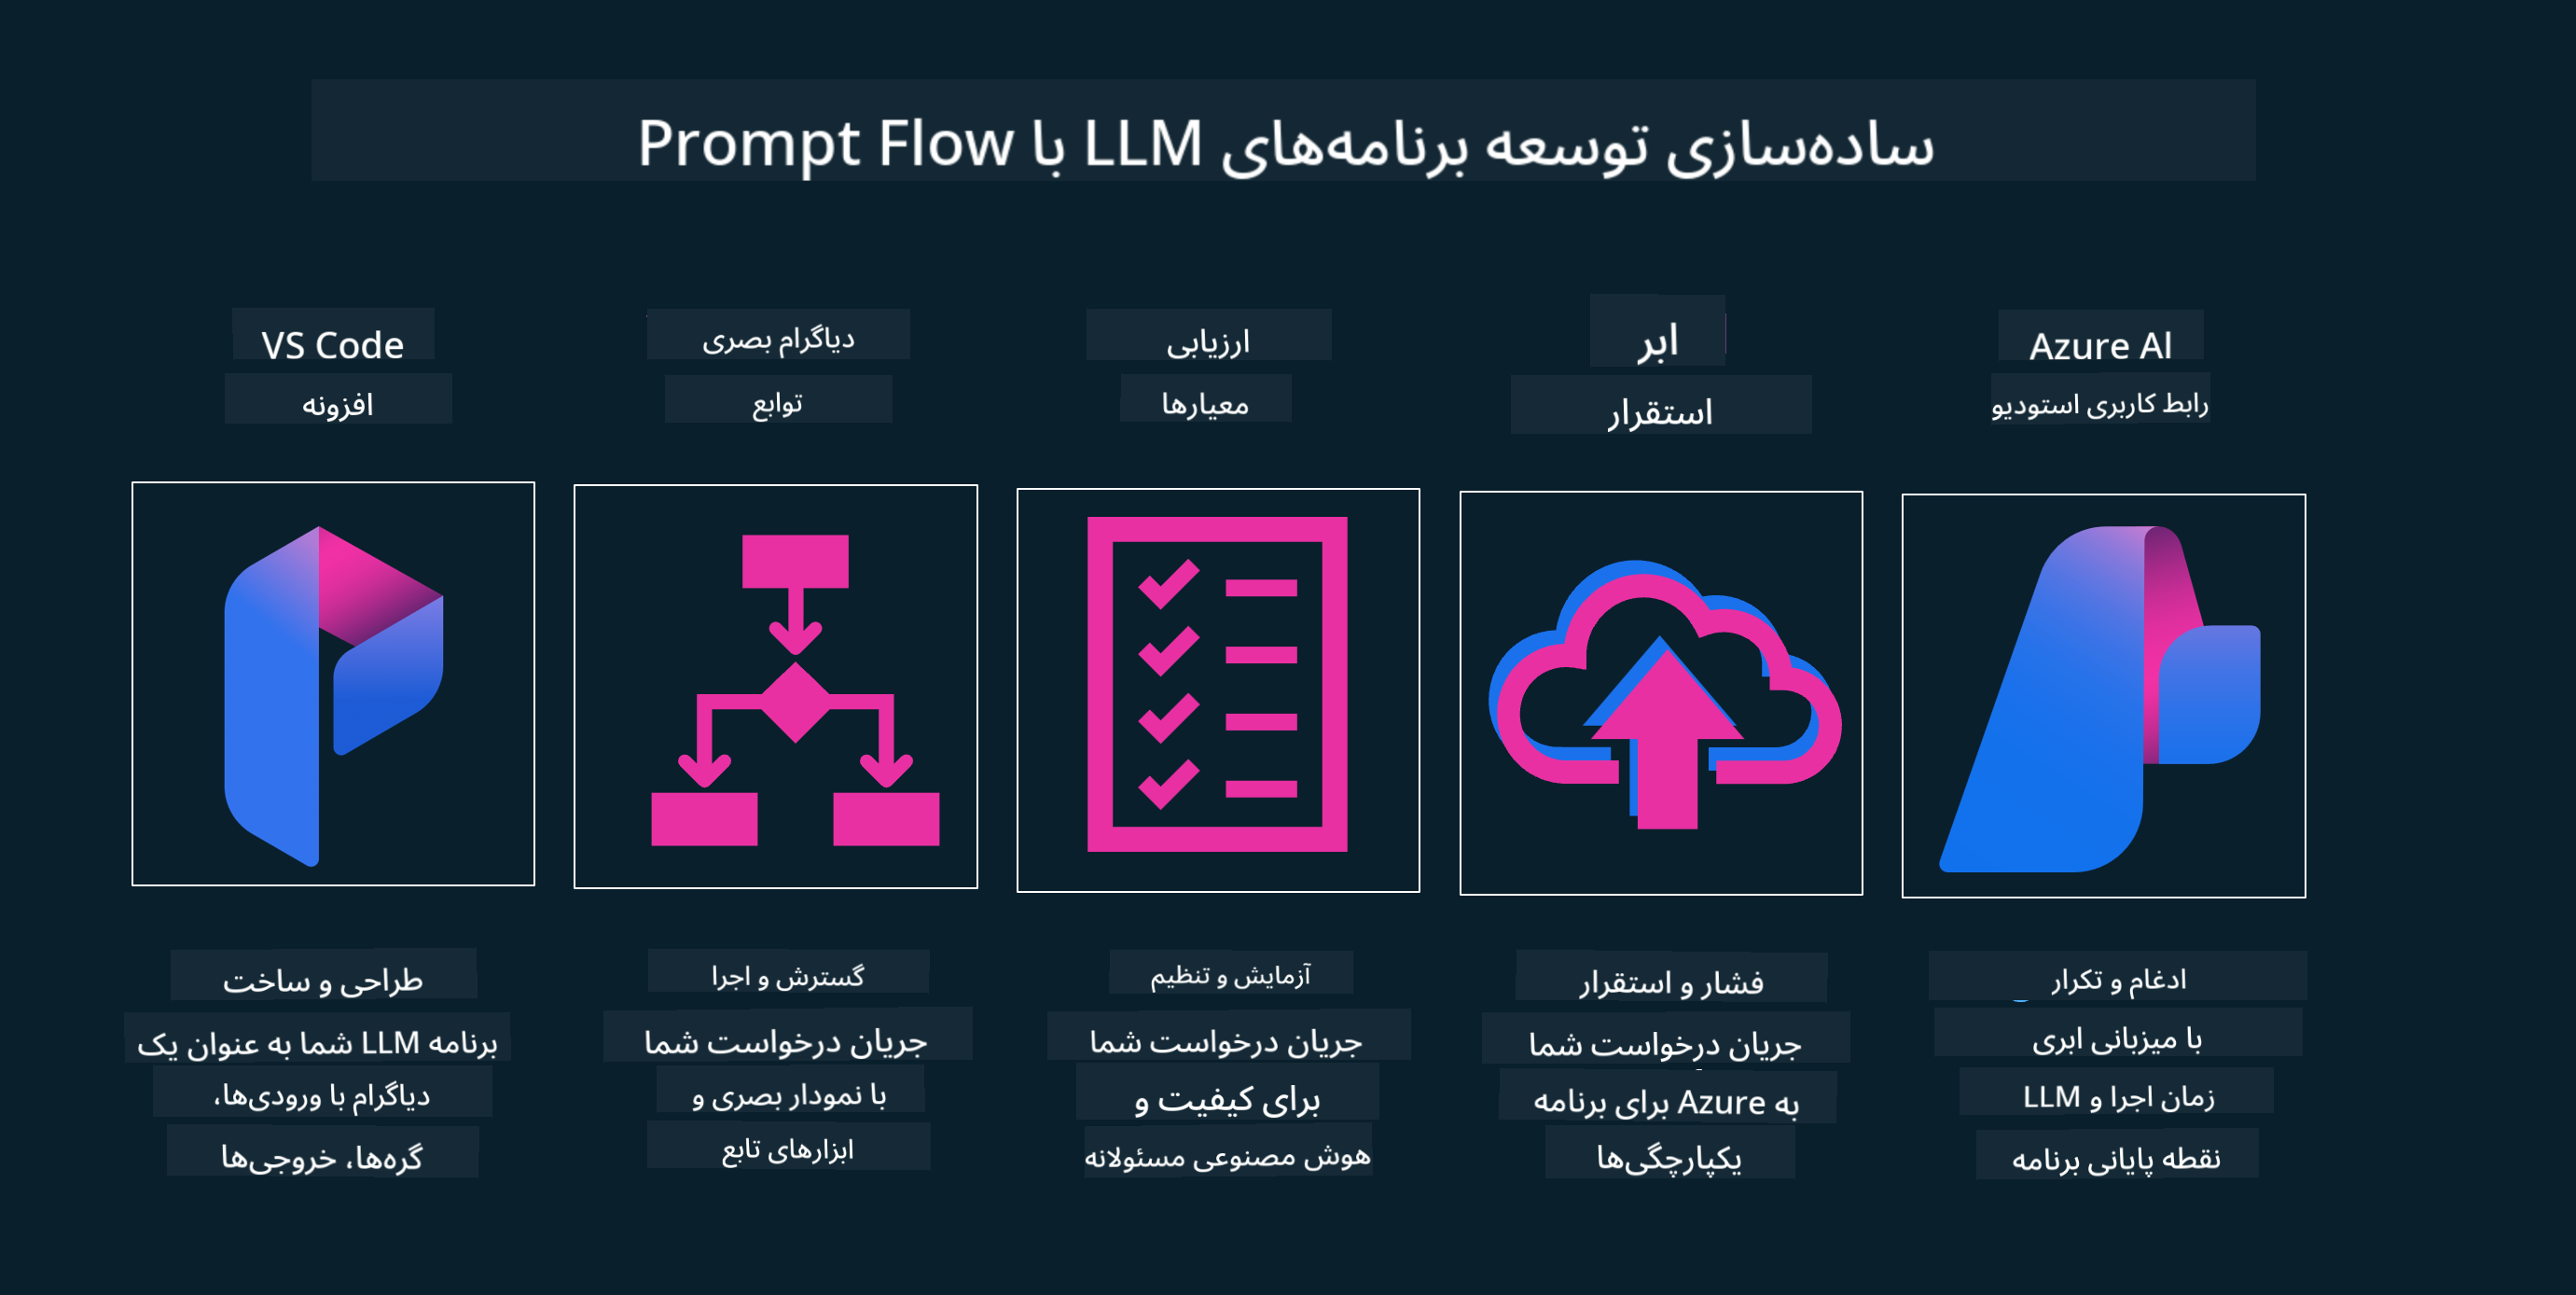 ساده‌سازی توسعه برنامه‌های LLM با Prompt Flow
VS Code
افزونه
دیاگرام بصری
توابع
ارزیابی
معیارها
ابر
استقرار
Azure AI
رابط کاربری استودیو
طراحی و ساخت
برنامه LLM شما به عنوان یک
دیاگرام با ورودی‌ها،
گره‌ها، خروجی‌ها
گسترش و اجرا
جریان درخواست شما
با نمودار بصری و
ابزارهای تابع
آزمایش و تنظیم
جریان درخواست شما
برای کیفیت و
هوش مصنوعی مسئولانه
فشار و استقرار
جریان درخواست شما
به Azure برای برنامه
یکپارچگی‌ها
ادغام و تکرار
با میزبانی ابری
زمان اجرا و LLM
نقطه پایانی برنامه